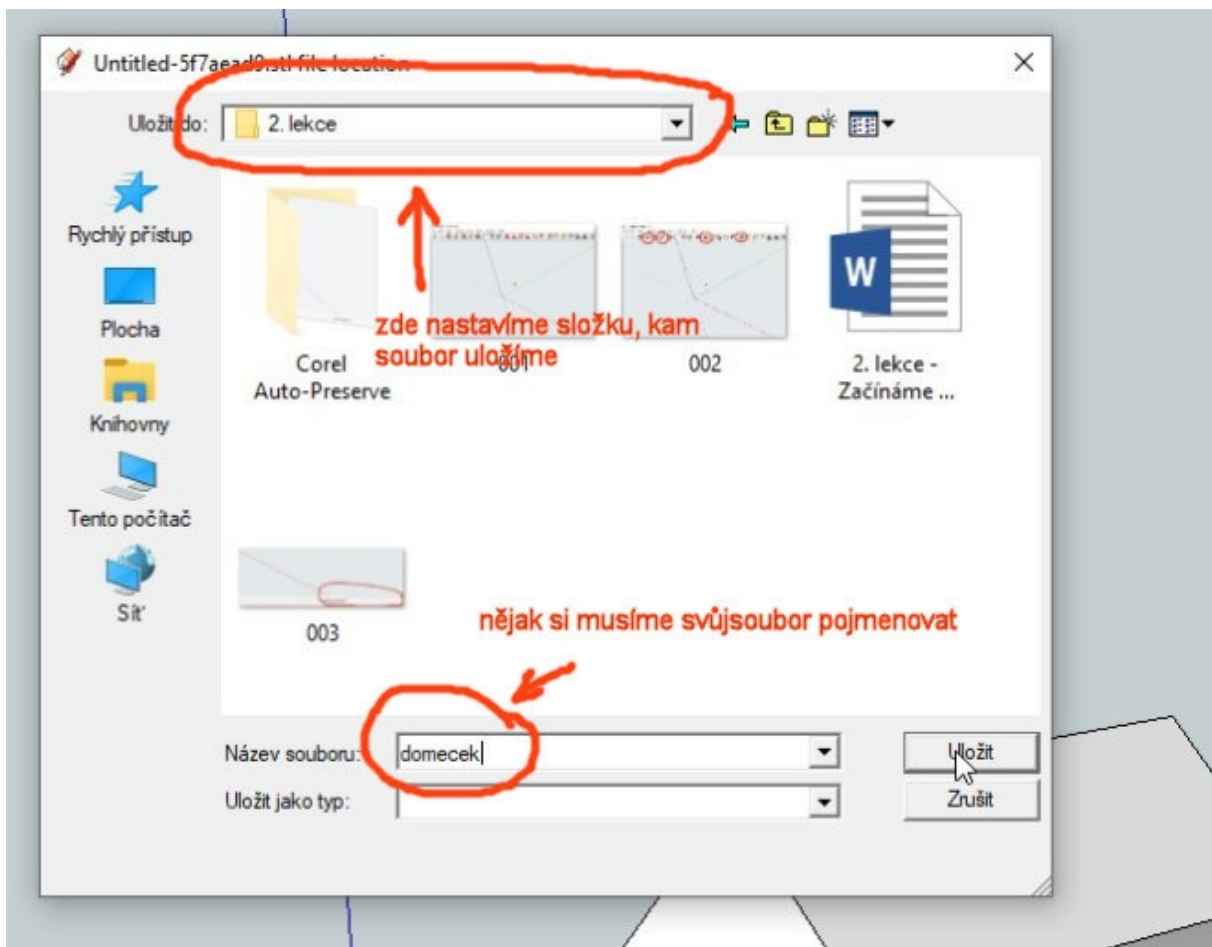 Untitled-5f7aead9.stl file location
Uložit do:
2. lekce
Rychlý přístup
Plocha
Knihovny
Tento počítač
Síť
zde nastavíme složku, kam
soubor uložíme
Corel
Auto-Preserve
001
002
W
2. lekce -
Začínáme ...
003
nějak si musíme svůjsoubor pojmenovat
Název souboru:
domecek
Uložit
Uložit jako typ:
Zrušit